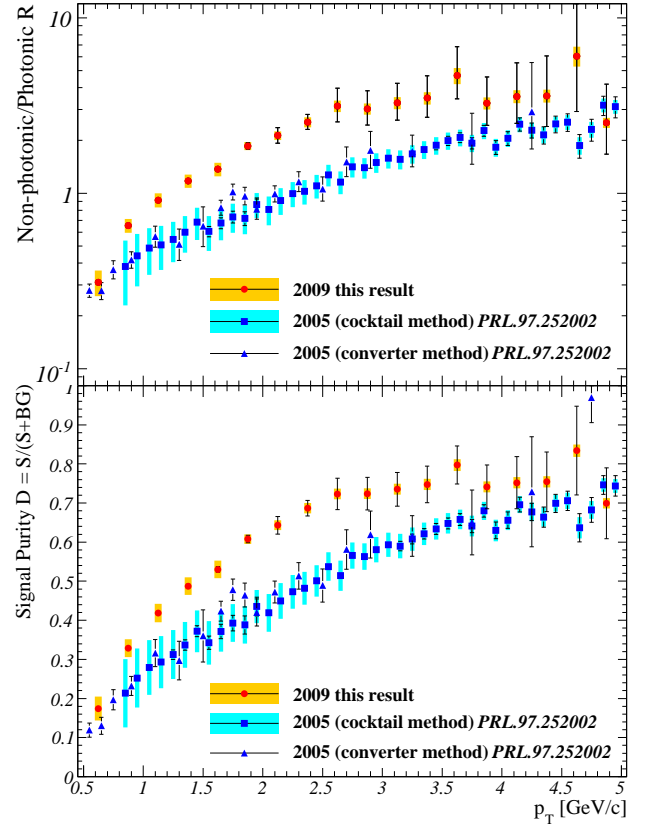 Non-photonic/Photonic R
10
1
10-1
2009 this result
2005 (cocktail method) PRL.97.252002
2005 (converter method) PRL.97.252002
Signal Purity D = S/(S+BG)
1
0.9
0.8
0.7
0.6
0.5
0.4
0.3
0.2
0.1
0
2009 this result
2005 (cocktail method) PRL.97.252002
2005 (converter method) PRL.97.252002
0.5 1 1.5 2 2.5 3 3.5 4 4.5 5
pT [GeV/c]